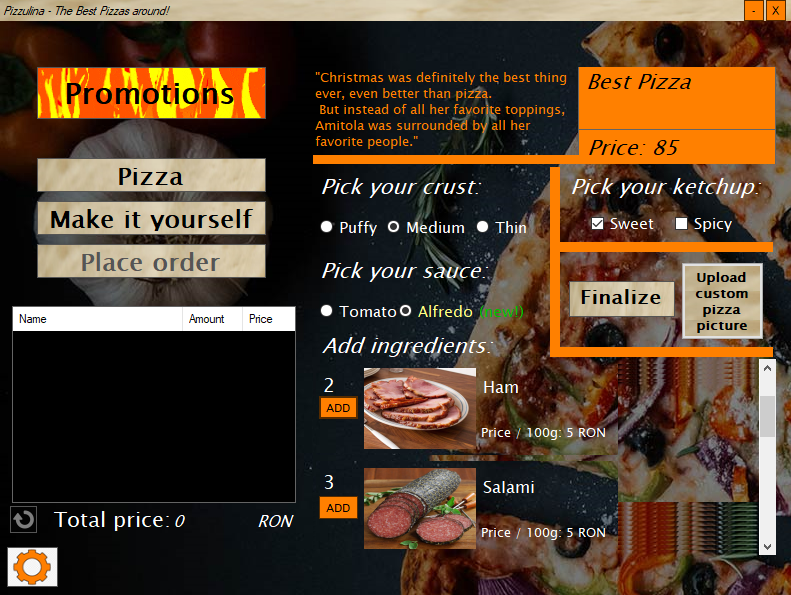 Pizzulina - The Best Pizzas around!
- X
Promotions
Pizza
Make it yourself
Place order
Name Amount Price
Total price: 0 RON
"Christmas was definitely the best thing
ever, even better than pizza.
But instead of all her favorite toppings,
Amitola was surrounded by all her
favorite people."
Best Pizza
Price: 85
Pick your crust:
Puffy Medium Thin
Pick your sauce:
Tomato Alfredo (new!)
Pick your ketchup:
Sweet Spicy
Finalize
Upload
custom
pizza
picture
Add ingredients:
2
ADD
Ham
Price / 100g: 5 RON
3
ADD
Salami
Price / 100g: 5 RON